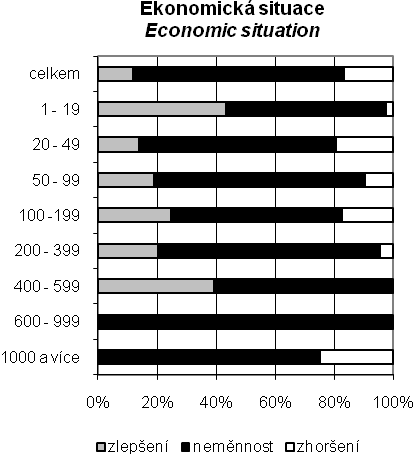 Ekonomická situace
Economic situation
celkem
1 - 19
20 - 49
50 - 99
100 -199
200 - 399
400 - 599
600 - 999
1000 a více
0% 20% 40% 60% 80% 100%
zlepšení neměnnost zhoršení